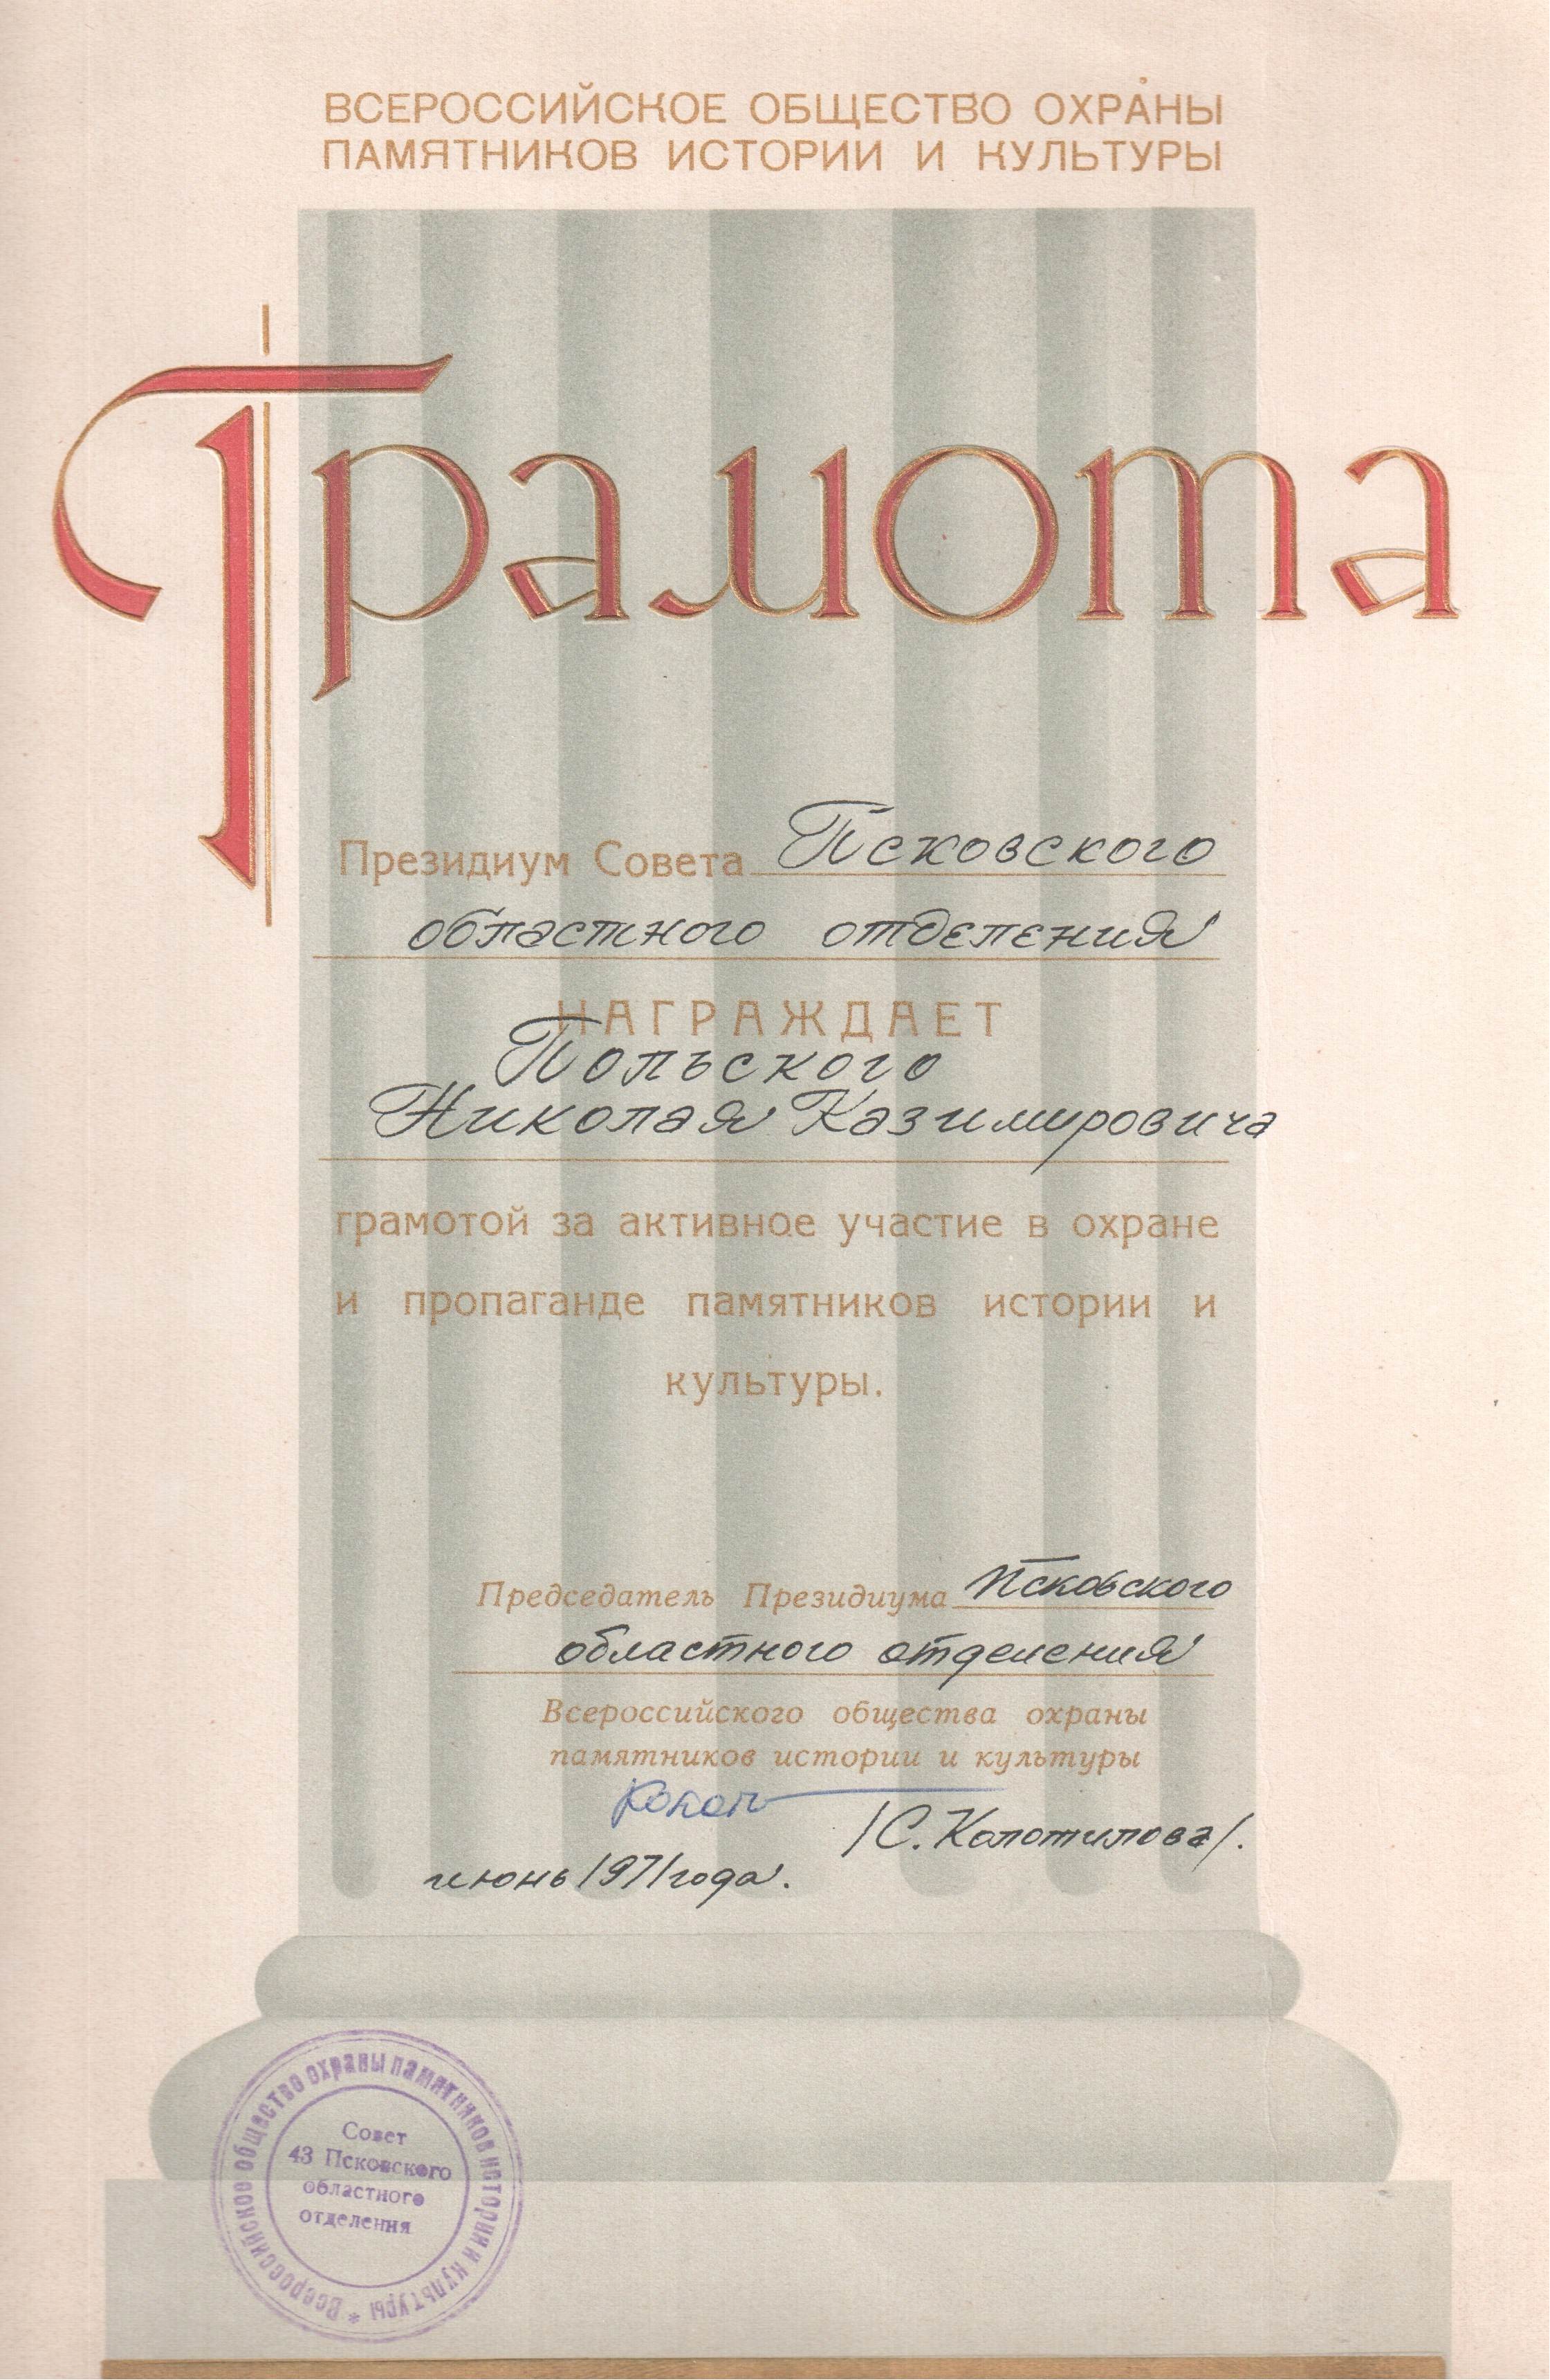 ВСЕРОССИЙСКОЕ ОБЩЕСТВО ОХРАНЫ
ПАМЯТНИКОВ ИСТОРИИ И КУЛЬТУРЫ
Грамота
Президиум Совета Псковского
областного отделения
НАГРАЖДАЕТ
Польского
Николая Казимировича
грамотой за активное участие в охране
и пропаганде памятников истории и
культуры.
Председатель Президиума Псковского
областного отделения
Всероссийского общества охраны
памятников истории и культуры
/С. Колотилова/.
июнь 1971 года.
Всероссийское общество охраны памятников истории и культуры *
Совет
43 Псковского
областного
отделения